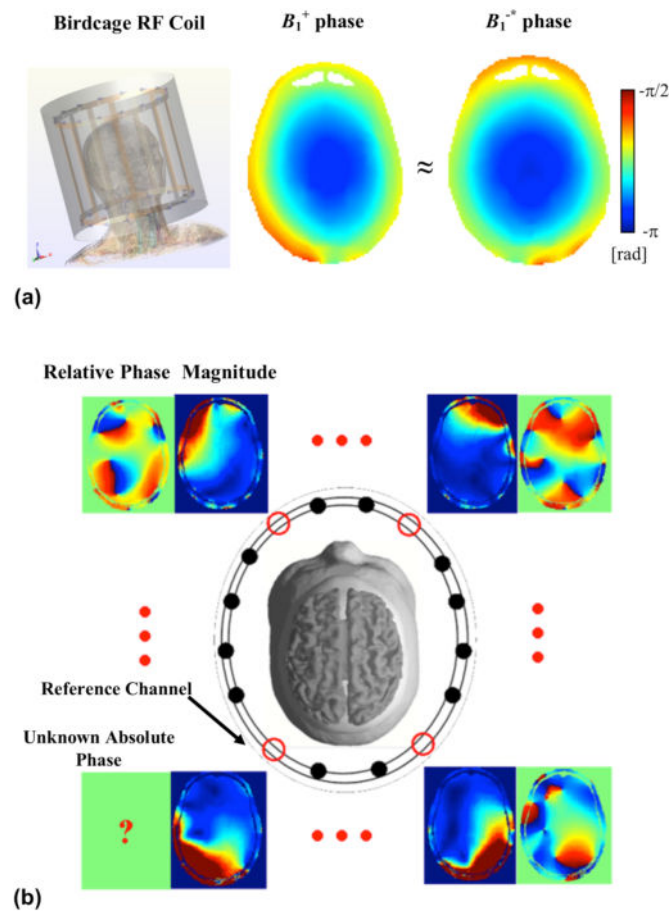 Birdcage RF Coil
B₁⁺ phase
B₁⁻* phase
≈
-π/2
-π
[rad]
(a)
Relative Phase Magnitude
Reference Channel
Unknown Absolute
Phase
?
(b)